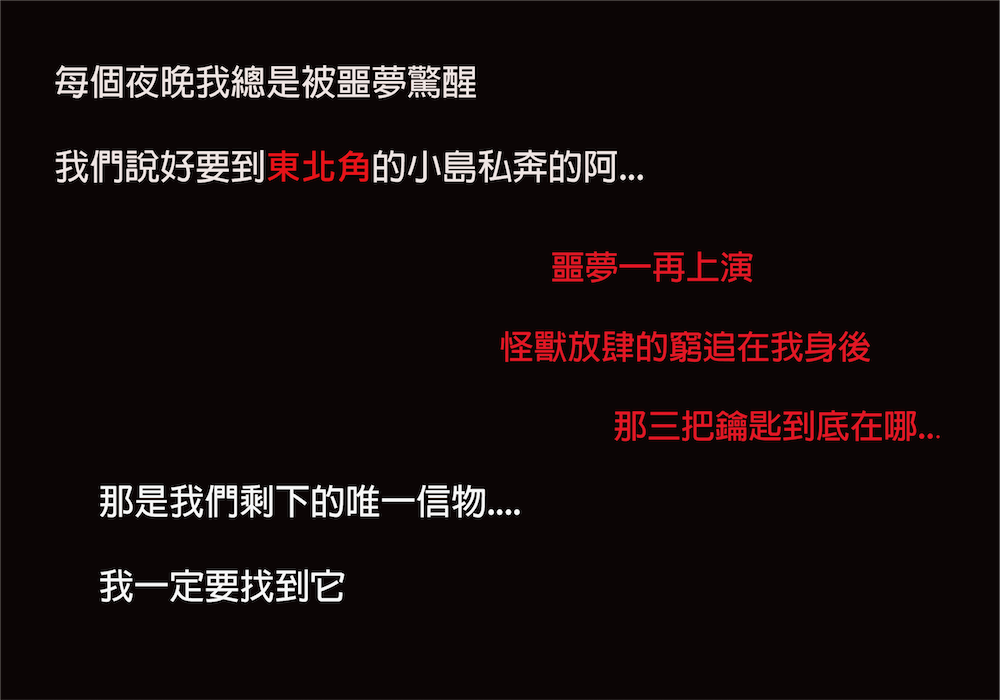 每個夜晚我總是被噩夢驚醒
我們說好要到東北角的小島私奔的阿...
噩夢一再上演
怪獸放肆的窮追在我身後
那三把鑰匙到底在哪...
那是我們剩下的唯一信物....
我一定要找到它